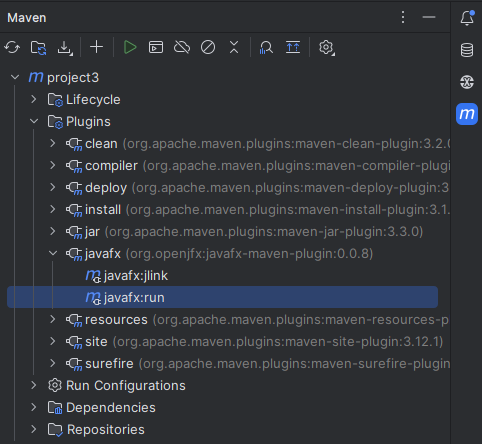 Maven
project3
Lifecycle
Plugins
clean (org.apache.maven.plugins:maven-clean-plugin:3.2.
compiler (org.apache.maven.plugins:maven-compiler-plugi
deploy (org.apache.maven.plugins:maven-deploy-plugin:3
install (org.apache.maven.plugins:maven-install-plugin:3.1.
jar (org.apache.maven.plugins:maven-jar-plugin:3.3.0)
javafx (org.openjfx:javafx-maven-plugin:0.0.8)
javafx:jlink
javafx:run
resources (org.apache.maven.plugins:maven-resources-p
site (org.apache.maven.plugins:maven-site-plugin:3.12.1)
surefire (org.apache.maven.plugins:maven-surefire-plugin
Run Configurations
Dependencies
Repositories